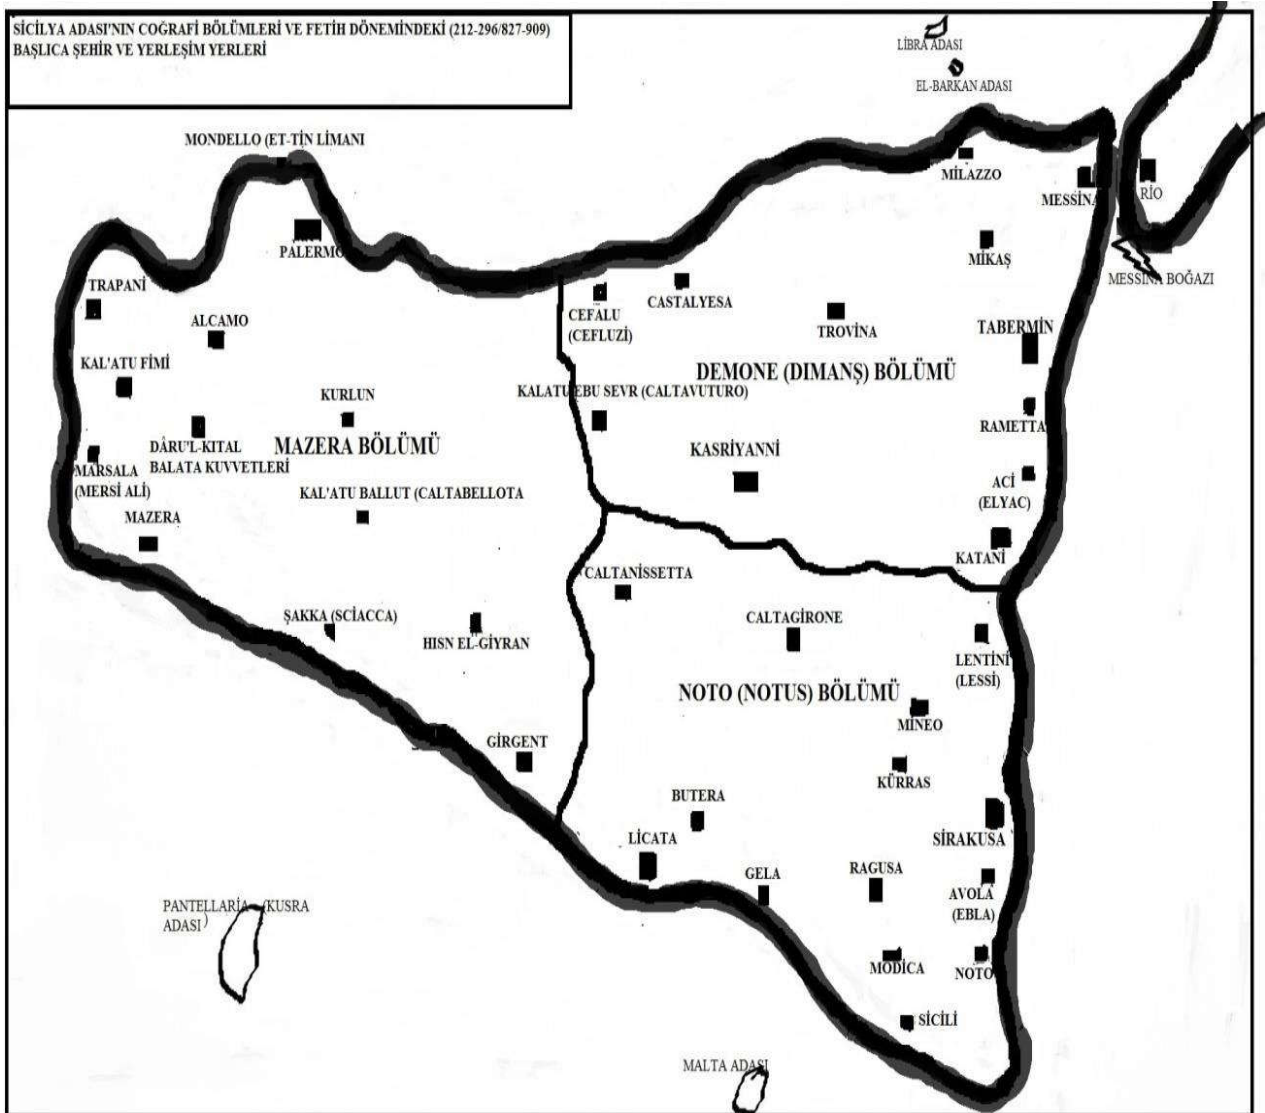 SİCİLYA ADASI'NIN COĞRAFİ BÖLÜMLERİ VE FETİH DÖNEMİNDEKİ (212-296/827-909)
BAŞLICA ŞEHİR VE YERLEŞİM YERLERİ
LİBRA ADASI
EL-BARKAN ADASI
MONDELLO (ET-TİN LİMANI
MİLAZZO
MESSİNA
RİO
PALERMO
MİKAŞ
MESSINA BOĞAZI
TRAPANİ
ALCAMO
CEFALU
(CEFLUZİ)
CASTALYESA
TROVİNA
TABERMİN
KAL'ATU FİMİ
DEMONE (DIMANŞ) BÖLÜMÜ
KURLUN
KALATU EBU SEVR (CALTAVUTURO)
RAMETTA
DÂRU'L-KITAL
BALATA KUVVETLERİ
MAZERA BÖLÜMÜ
KASRİYANNİ
MARSALA
(MERSİ ALİ)
KAL'ATU BALLUT (CALTABELLOTA
ACİ
(ELYAC)
MAZERA
KATANİ
CALTANİSSETTA
ŞAKKA (SCİACCA)
HISN EL-GİYRAN
CALTAGİRONE
LENTİNİ
(LESSİ)
NOTO (NOTUS) BÖLÜMÜ
MİNEO
GİRGENT
KÜRRAS
BUTERA
LİCATA
SİRAKUSA
GELA
RAGUSA
AVOLA
(EBLA)
PANTELLARİA (KUSRA
ADASI)
MODİCA
NOTO
SİCİLİ
MALTA ADASI